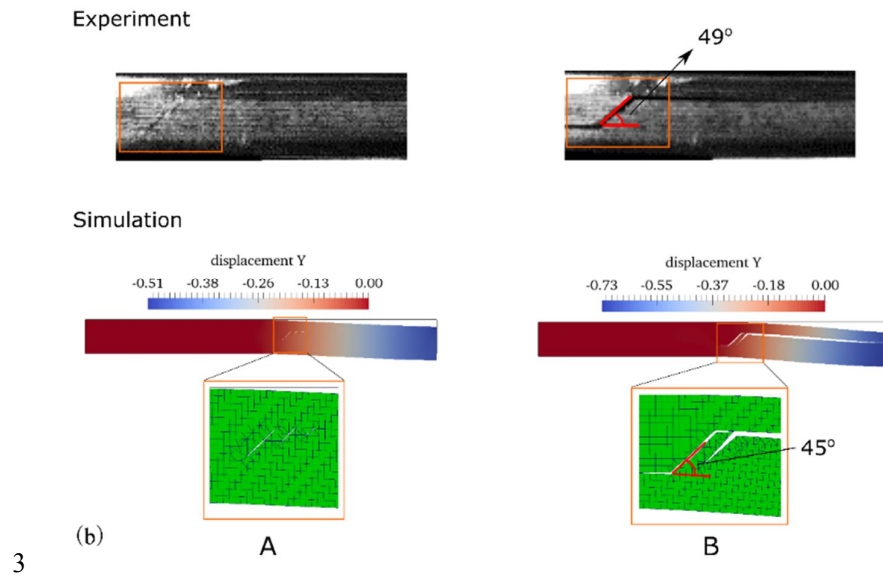 Experiment
49°
Simulation
displacement Y
-0.51 -0.38 -0.26 -0.13 0.00
displacement Y
-0.73 -0.55 -0.37 -0.18 0.00
45°
(b)
A
B
3